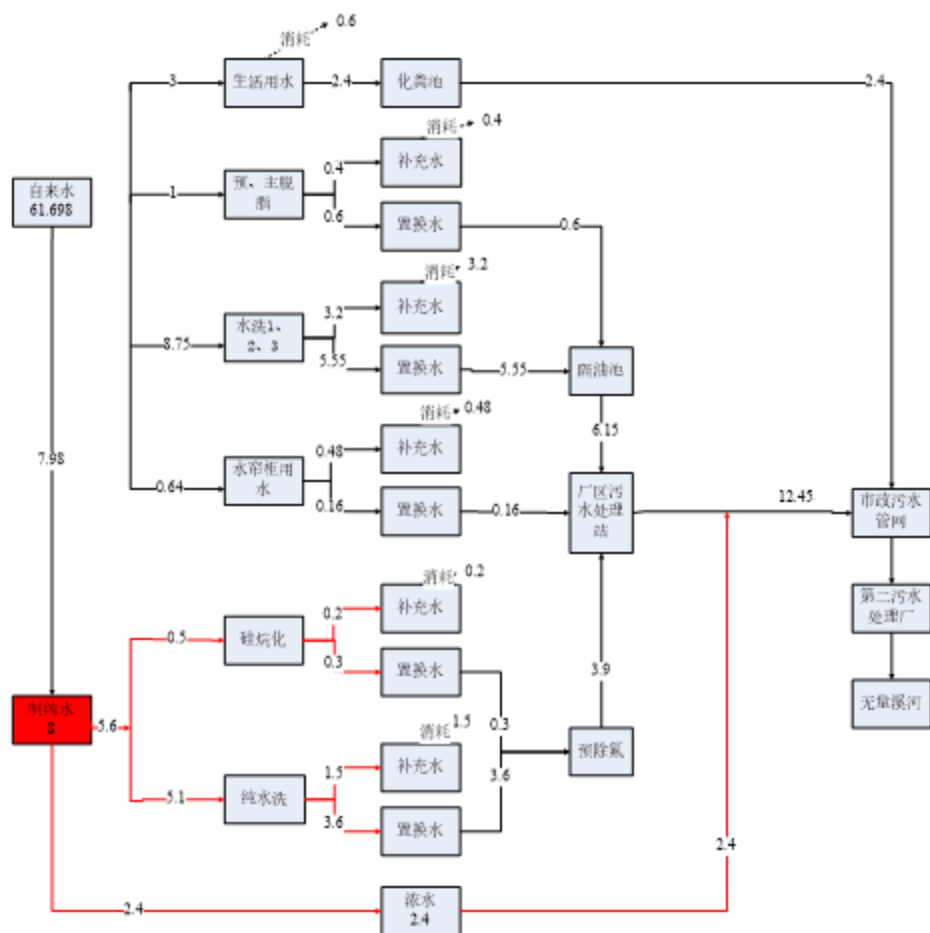 消耗
0.6
3
生活用水
2.4
化粪池
2.4
消耗
0.4
自来水
61.698
1
预、主脱
脂
0.4
补充水
0.6
置换水
0.6
消耗
3.2
8.75
水洗1、
2、3
3.2
补充水
5.55
置换水
5.55
隔油池
消耗
0.48
6.15
7.98
0.64
水帘柜用
水
0.48
补充水
0.16
置换水
0.16
厂区污
水处理
站
12.45
市政污水
管网
消耗
0.2
第二污水
处理厂
0.5
硅烷化
0.2
补充水
0.3
置换水
3.9
无量溪河
制纯水
8
5.6
消耗
1.5
0.3
预除氟
5.1
纯水洗
1.5
补充水
3.6
3.6
置换水
2.4
2.4
浓水
2.4